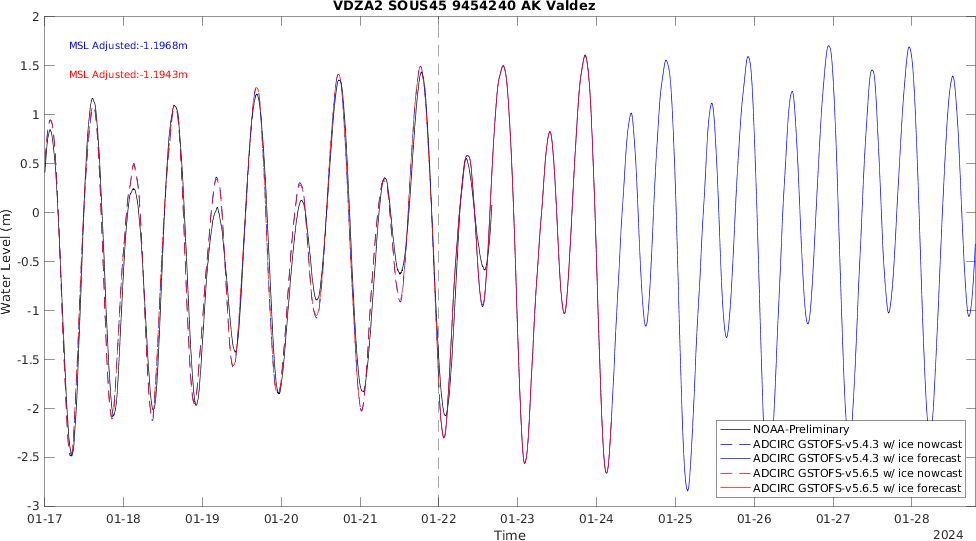 VDZA2 SOUS45 9454240 AK Valdez
MSL Adjusted:-1.1968m
MSL Adjusted:-1.1943m
Water Level (m)
2
1.5
1
0.5
0
-0.5
-1
-1.5
-2
-2.5
-3
NOAA-Preliminary
ADCIRC GSTOFS-v5.4.3 w/ ice nowcast
ADCIRC GSTOFS-v5.4.3 w/ ice forecast
ADCIRC GSTOFS-v5.6.5 w/ ice nowcast
ADCIRC GSTOFS-v5.6.5 w/ ice forecast
01-17 01-18 01-19 01-20 01-21 01-22 01-23 01-24 01-25 01-26 01-27 01-28
Time
2024